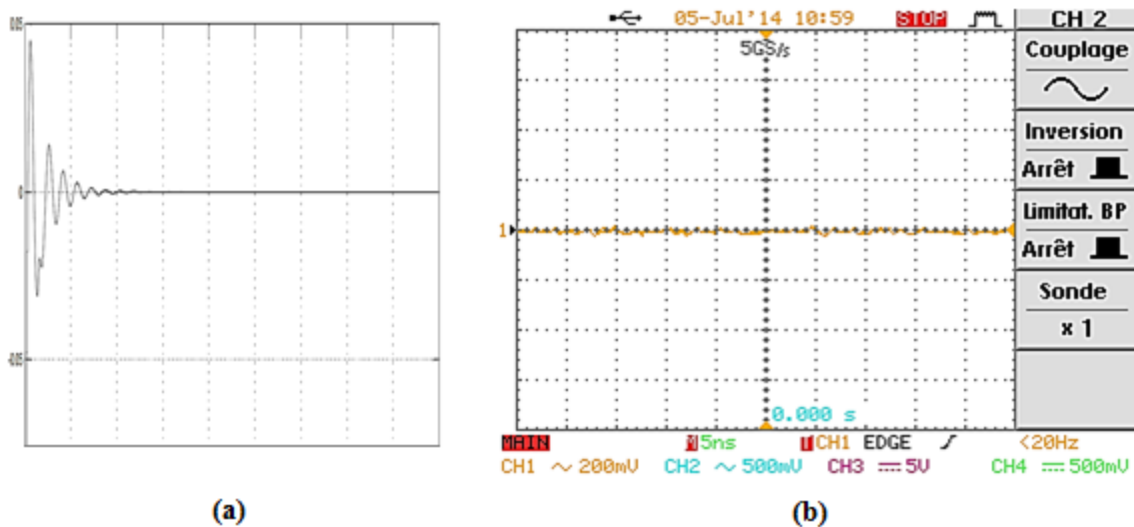 0.05
0
-0.05
(a)
05-Jul'14 10:59 STOP
5GS/s
1
0.000 s
MAIN M 5ns T CH1 EDGE <20Hz
CH1 200mV CH2 500mV CH3 5V CH4 500mV
CH 2
Couplage
Inversion
Arrêt
Limitat. BP
Arrêt
Sonde
x 1
(b)